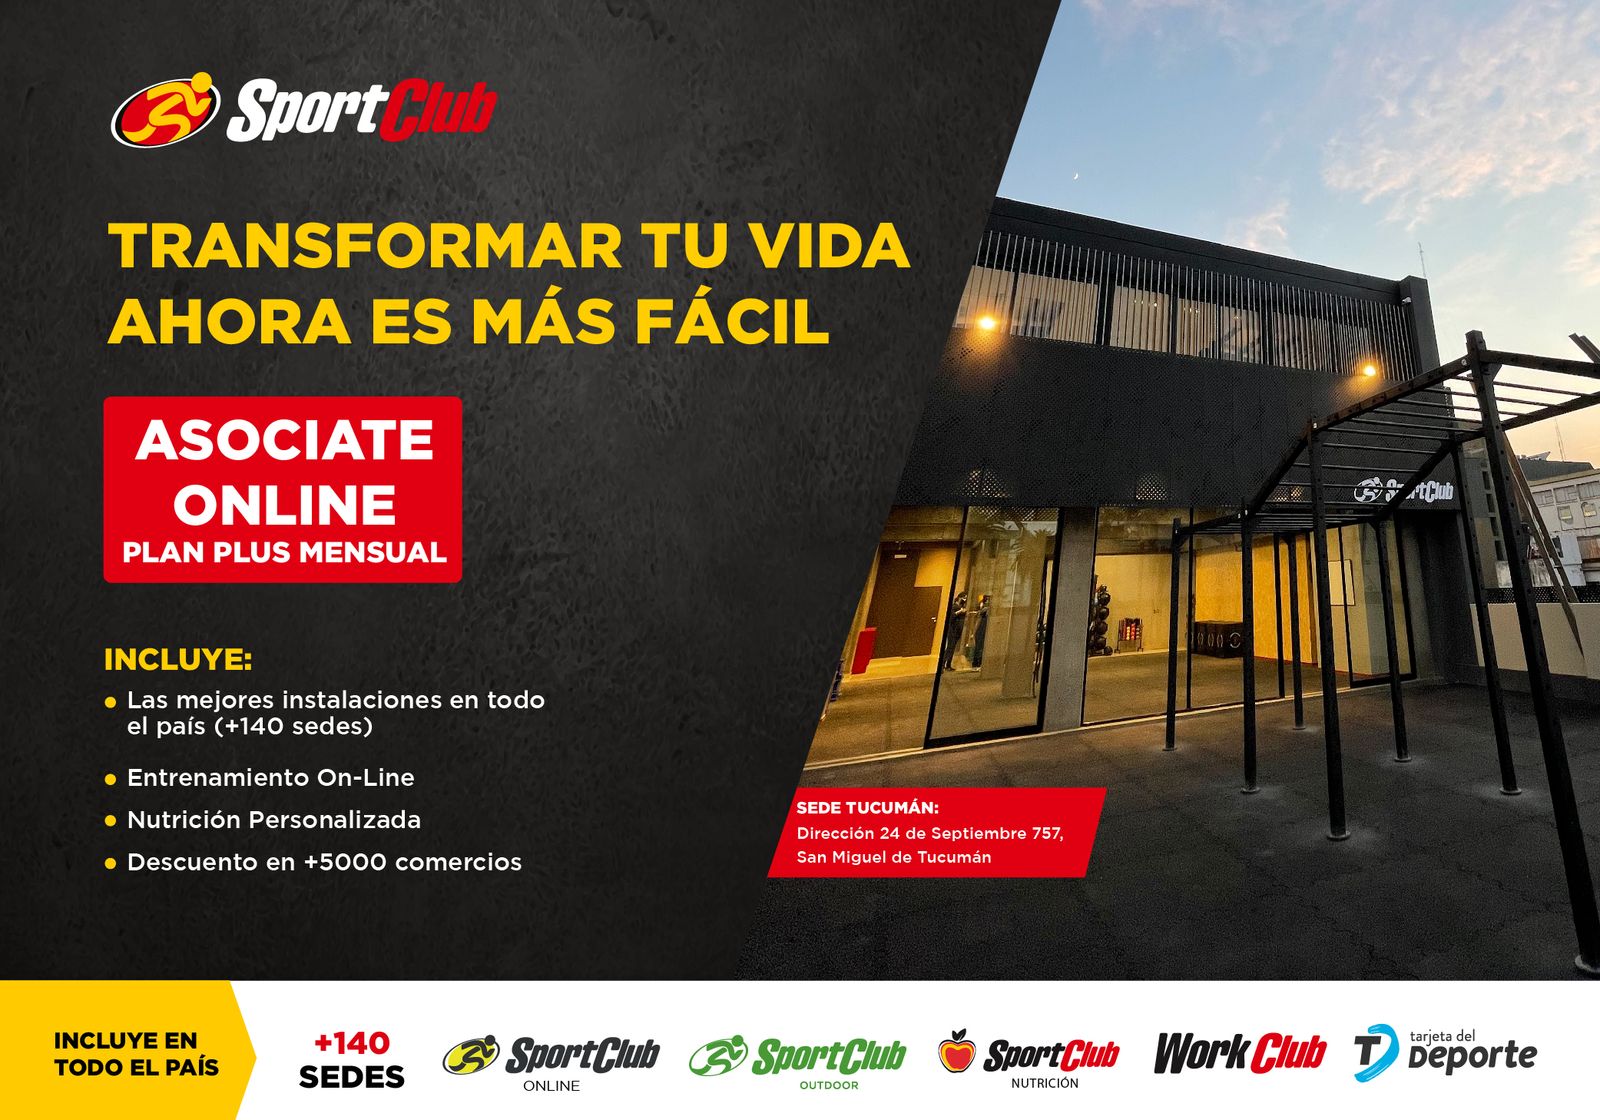 SportClub
TRANSFORMAR TU VIDA
AHORA ES MÁS FÁCIL
ASOCIATE
ONLINE
PLAN PLUS MENSUAL
INCLUYE:
Las mejores instalaciones en todo
el país (+140 sedes)
Entrenamiento On-Line
Nutrición Personalizada
Descuento en +5000 comercios
SportClub
SEDE TUCUMÁN:
Dirección 24 de Septiembre 757,
San Miguel de Tucumán
INCLUYE EN
TODO EL PAÍS
+140
SEDES
SportClub
ONLINE
SportClub
OUTDOOR
SportClub
NUTRICIÓN
WorkClub
tarjeta del
Deporte